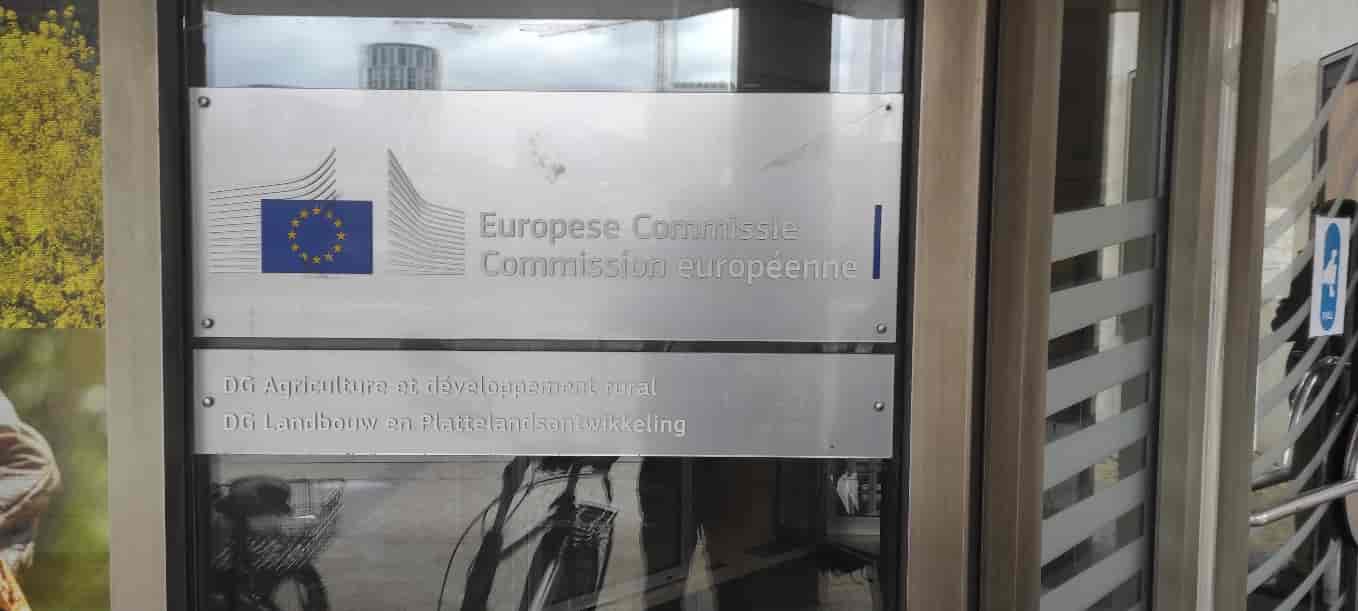 Europese Commissie
Commission européenne
DG Agriculture et développement rural
DG Landbouw en Plattelandsontwikkeling